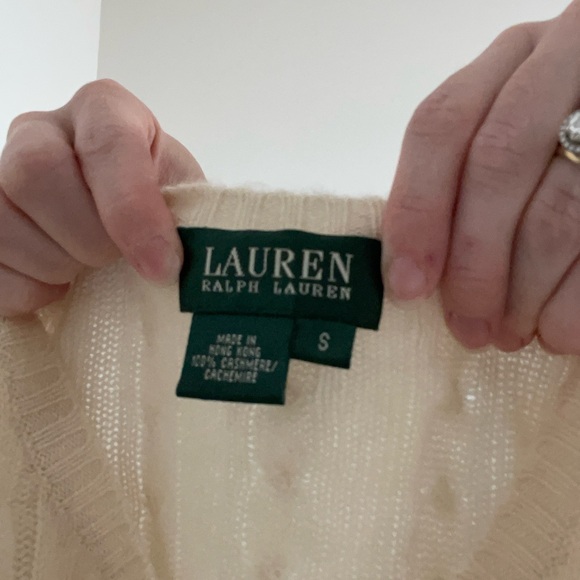 LAUREN
RALPH LAUREN
S
MADE IN
HONG KONG
100% CASHMERE/
CACHEMIRE